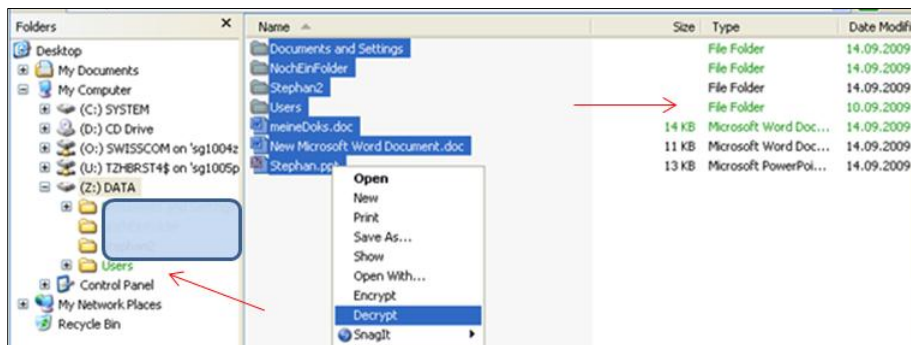 Folders x
Desktop
My Documents
My Computer
(C:) SYSTEM
(D:) CD Drive
(O:) SWISSCOM on 'sg1004z
(U:) TZHBRST4$ on 'sg1005p
(Z:) DATA
Users
Control Panel
My Network Places
Recycle Bin
Name Size Type Date Modifi
Documents and Settings File Folder 14.09.2009
NochEinFolder File Folder 14.09.2009
Stephan2 File Folder 14.09.2009
Users File Folder 10.09.2009
meineDoks.doc 14 KB Microsoft Word Doc... 14.09.2009
New Microsoft Word Document.doc 11 KB Microsoft Word Doc... 14.09.2009
Stephan.ppt 13 KB Microsoft PowerPoi... 14.09.2009
Open
New
Print
Save As...
Show
Open With...
Encrypt
Decrypt
SnagIt